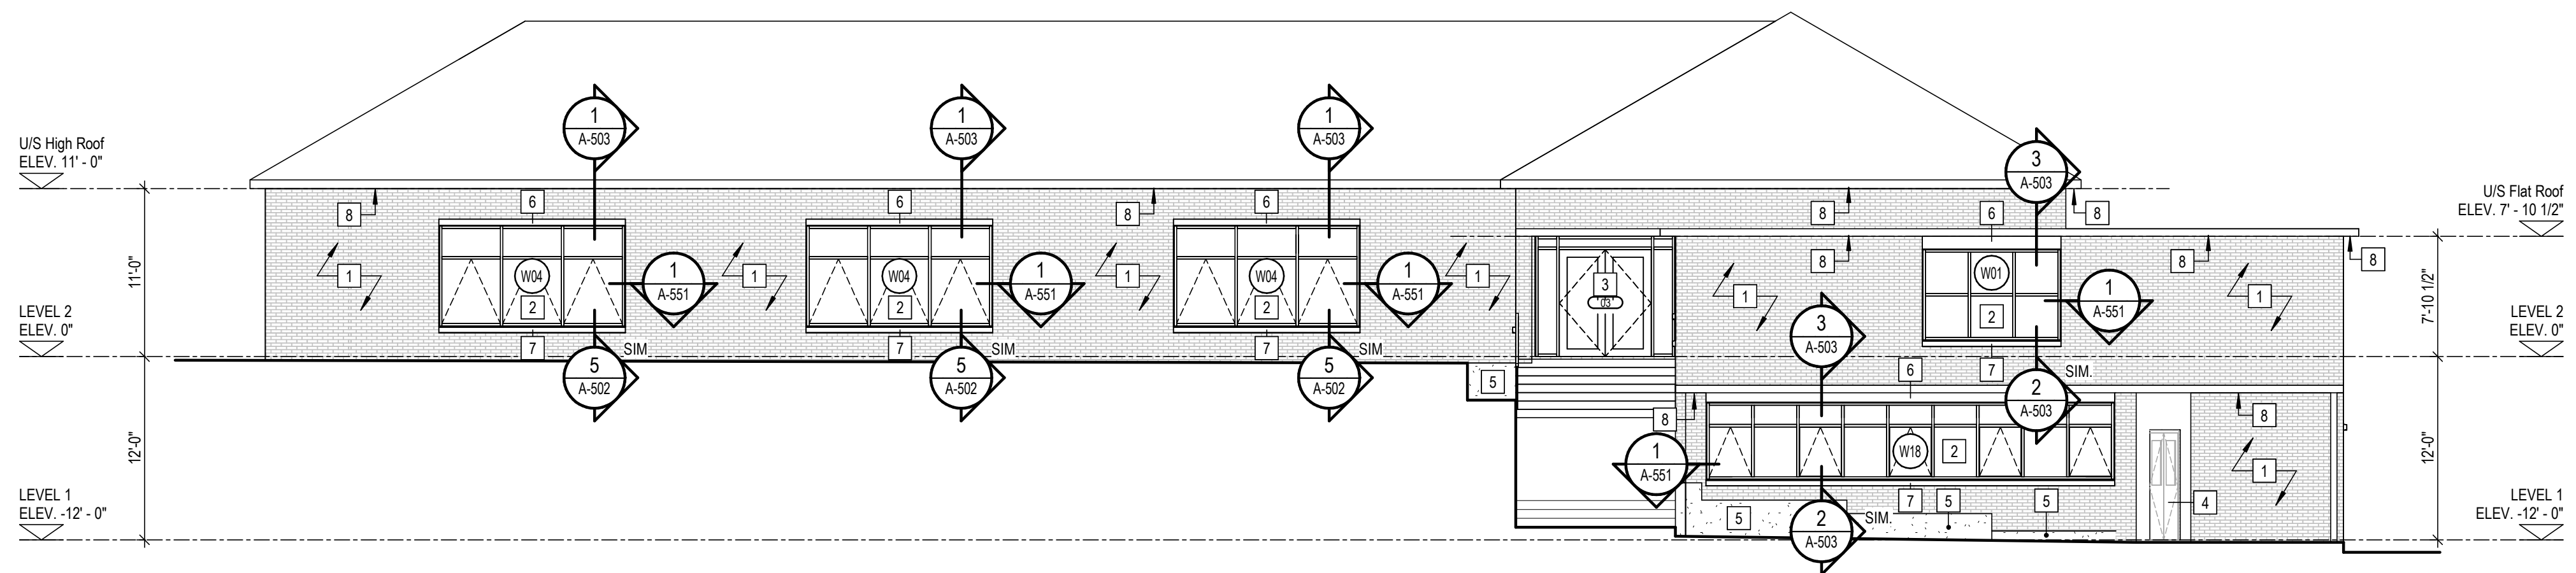 1
A-503
1
A-503
1
A-503
3
A-503
U/S High Roof
ELEV. 11' - 0"
U/S Flat Roof
ELEV. 7' - 10 1/2"
8
6
6
8
6
8
6
8
1
W04
2
1
A-551
1
W04
2
1
A-551
1
W04
2
1
A-551
1
3
03
8
1
W01
2
1
A-551
8
1
8
11'-0"
7'-10 1/2"
LEVEL 2
ELEV. 0"
LEVEL 2
ELEV. 0"
7
SIM
7
SIM
7
SIM
3
A-503
5
A-502
5
A-502
5
A-502
5
6
7
SIM.
2
A-503
8
8
1
A-551
W18
2
1
12'-0"
12'-0"
LEVEL 1
ELEV. -12' - 0"
LEVEL 1
ELEV. -12' - 0"
5
7
5
5
4
SIM.
2
A-503